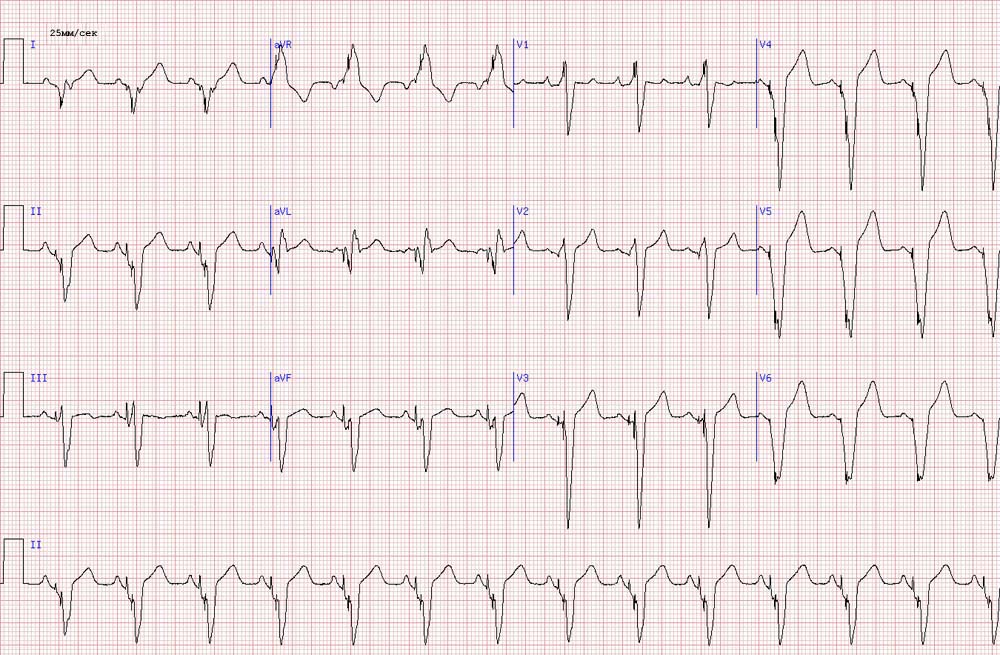 25мм/сек
I aVR V1 V4
II aVL V2 V5
III aVF V3 V6
II